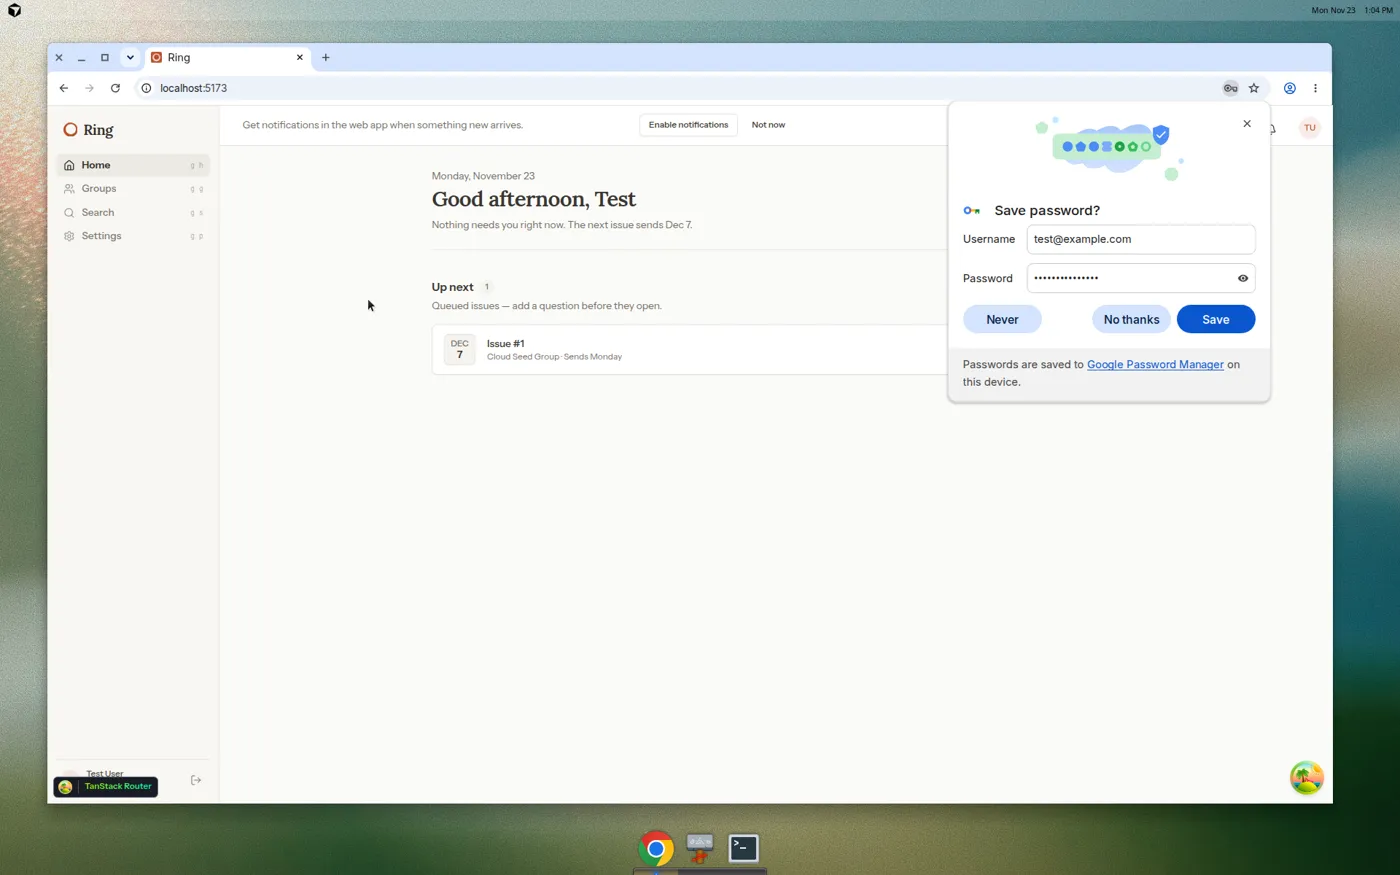 Mon Nov 23 1:04 PM
Ring
localhost:5173
Ring
Home g h
Groups g g
Search g s
Settings g p
Test User
TanStack Router
Get notifications in the web app when something new arrives.
Enable notifications
Not now
TU
Monday, November 23
Good afternoon, Test
Nothing needs you right now. The next issue sends Dec 7.
Up next 1
Queued issues — add a question before they open.
DEC
7
Issue #1
Cloud Seed Group · Sends Monday
Save password?
Username test@example.com
Password •••••••••••••••
Never
No thanks
Save
Passwords are saved to Google Password Manager on
this device.